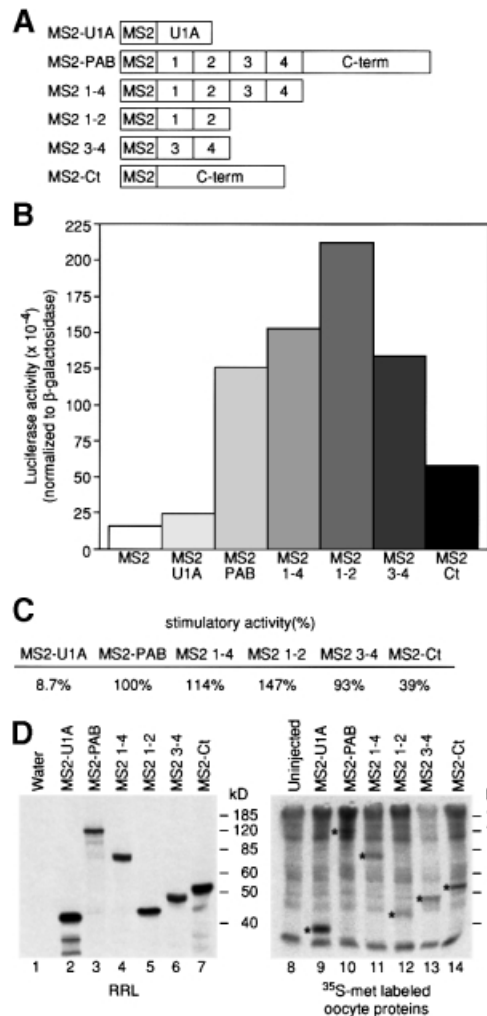 A
MS2-U1A MS2 U1A
MS2-PAB MS2 1 2 3 4 C-term
MS2 1-4 MS2 1 2 3 4
MS2 1-2 MS2 1 2
MS2 3-4 MS2 3 4
MS2-Ct MS2 C-term
B
Luciferase activity (x 10⁻⁴)
(normalized to β-galactosidase)
225
200
175
150
125
100
75
50
25
0
MS2 MS2 MS2 MS2 MS2 MS2 MS2
U1A PAB 1-4 1-2 3-4 Ct
C
stimulatory activity(%)
MS2-U1A MS2-PAB MS2 1-4 MS2 1-2 MS2 3-4 MS2-Ct
8.7% 100% 114% 147% 93% 39%
D
Water MS2-U1A MS2-PAB MS2 1-4 MS2 1-2 MS2 3-4 MS2-Ct
kD
185
120
85
60
50
40
1 2 3 4 5 6 7
RRL
Uninjected MS2-U1A MS2-PAB MS2 1-4 MS2 1-2 MS2 3-4 MS2-Ct
* * * * * *
8 9 10 11 12 13 14
³⁵S-met labeled
oocyte proteins